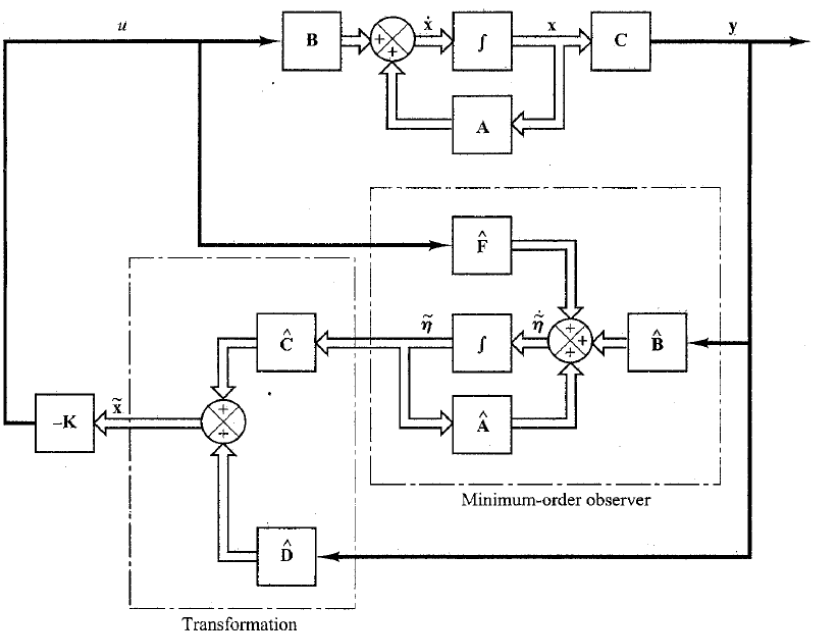 u
B
+
+
ẋ
∫
x
C
y
A
F̂
Ĉ
η̃
∫
η̃̇
+
+
+
B̂
Â
+
+
x̃
–K
D̂
Minimum-order observer
Transformation